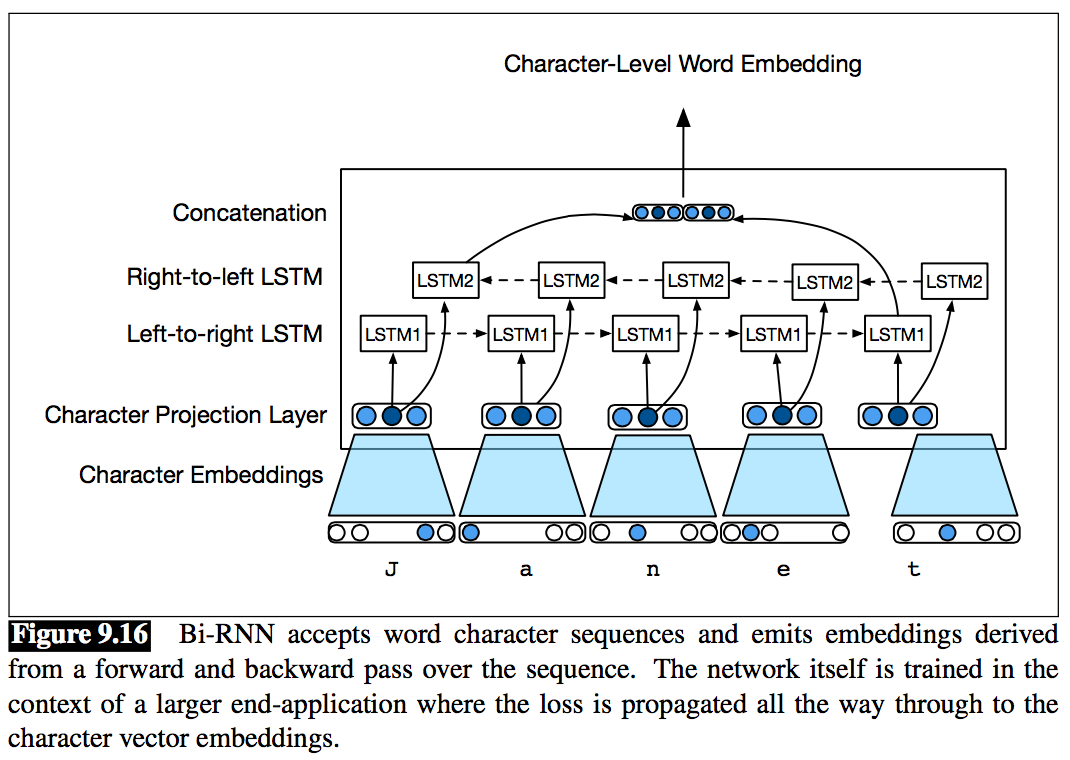 Character-Level Word Embedding
Concatenation
Right-to-left LSTM
LSTM2 LSTM2 LSTM2 LSTM2 LSTM2
Left-to-right LSTM
LSTM1 LSTM1 LSTM1 LSTM1 LSTM1
Character Projection Layer
Character Embeddings
J a n e t
Figure 9.16 Bi-RNN accepts word character sequences and emits embeddings derived
from a forward and backward pass over the sequence. The network itself is trained in the
context of a larger end-application where the loss is propagated all the way through to the
character vector embeddings.